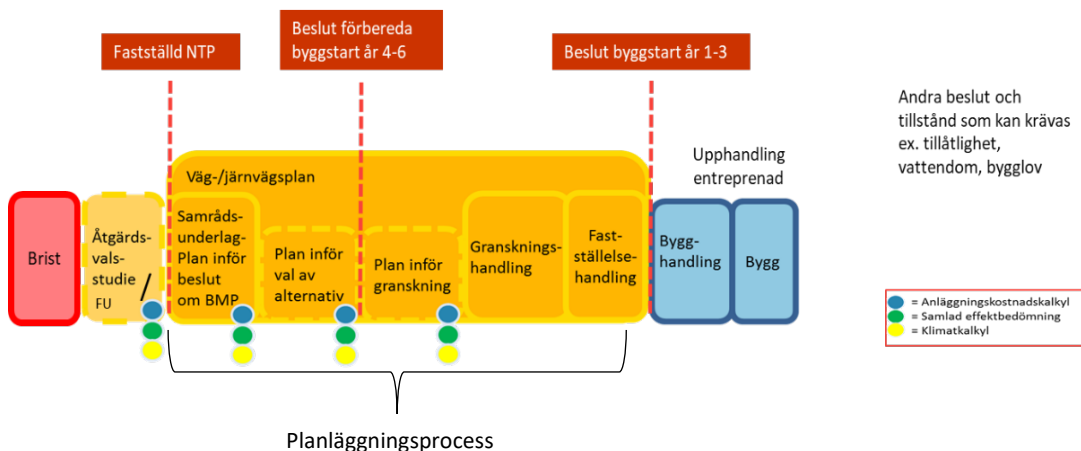 Fastställd NTP
Beslut förbereda
byggstart år 4-6
Beslut byggstart år 1-3
Andra beslut och
tillstånd som kan krävas
ex. tillåtlighet,
vattendom, bygglov
Upphandling
entreprenad
Väg-/järnvägsplan
Brist
Åtgärds-
vals-
studie
FU /
Samråds-
underlag-
Plan inför
beslut
om BMP
Plan inför
val av
alternativ
Plan inför
granskning
Gransknings-
handling
Fast-
ställelse-
handling
Bygg-
handling
Bygg
= Anläggningskostnadskalkyl
= Samlad effektbedömning
= Klimatkalkyl
Planläggningsprocess